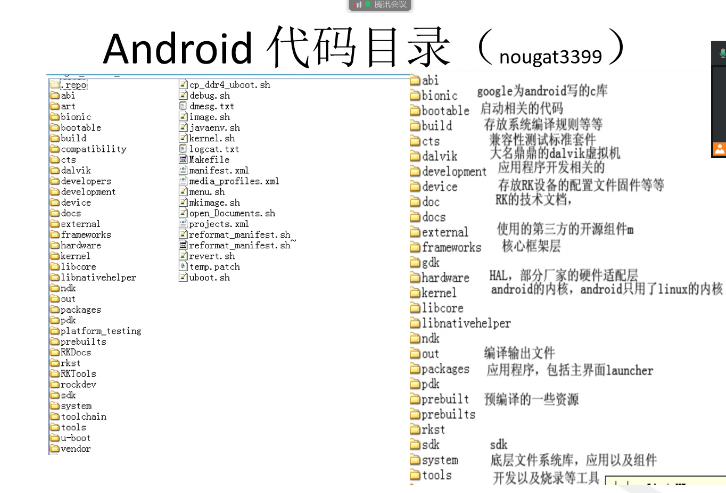 腾讯会议
Android 代码目录（nougat3399）
.repo
abi
art
bionic
bootable
build
compatibility
cts
dalvik
developers
development
device
docs
external
frameworks
hardware
kernel
libcore
libnativehelper
ndk
out
packages
pdk
platform_testing
prebuilts
RKDocs
rkst
RKTools
rockdev
sdk
system
toolchain
tools
u-boot
vendor
cp_ddr4_uboot.sh
debug.sh
dmesg.txt
image.sh
javaenv.sh
kernel.sh
logcat.txt
Makefile
manifest.xml
media_profiles.xml
menu.sh
mkimage.sh
open_Documents.sh
projects.xml
reformat_manifest.sh
reformat_manifest.sh~
revert.sh
temp.patch
uboot.sh
abi
bionic google为android写的c库
bootable 启动相关的代码
build 存放系统编译规则等等
cts 兼容性测试标准套件
dalvik 大名鼎鼎的dalvik虚拟机
development 应用程序开发相关的
device 存放RK设备的配置文件固件等等
doc RK的技术文档,
docs
external 使用的第三方的开源组件m
frameworks 核心框架层
gdk
hardware HAL, 部分厂家的硬件适配层
kernel android的内核, android只用了linux的内核
libcore
libnativehelper
ndk
out 编译输出文件
packages 应用程序, 包括主界面launcher
pdk
prebuilt 预编译的一些资源
prebuilts
rkst
sdk sdk
system 底层文件系统库, 应用以及组件
tools 开发以及烧录等工具